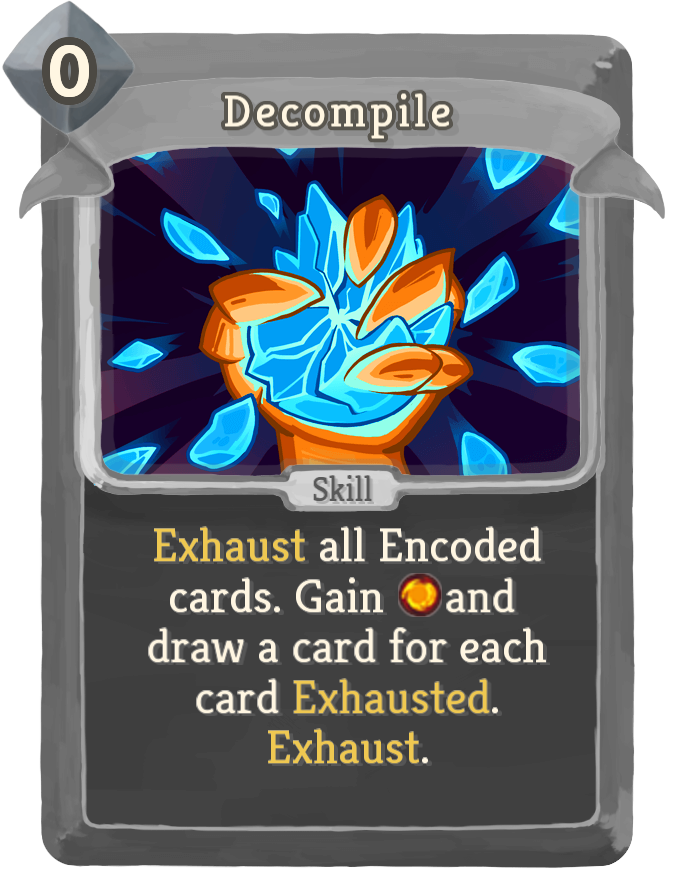 0
Decompile
Skill
Exhaust all Encoded
cards. Gain and
draw a card for each
card Exhausted.
Exhaust.